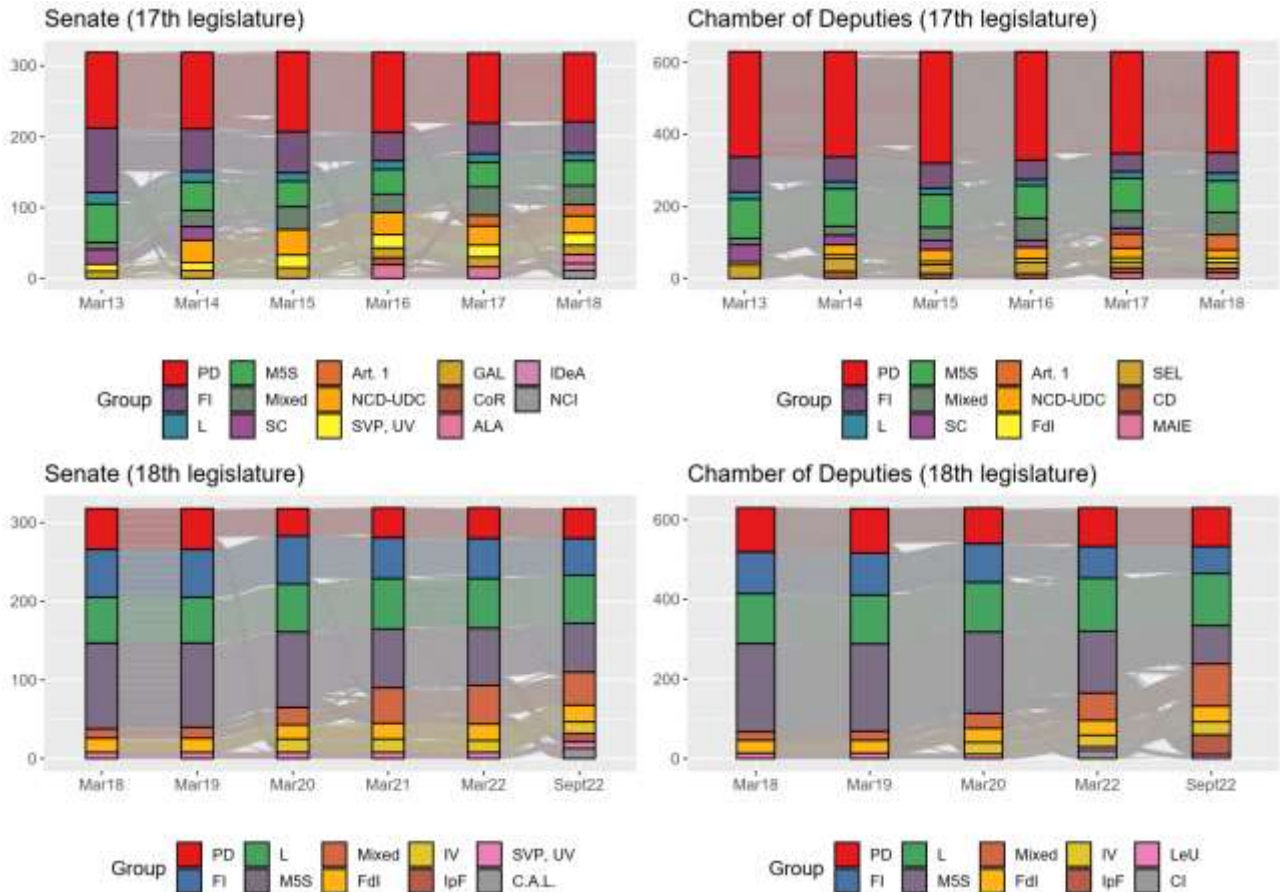 Senate (17th legislature)
300
200
100
0
Mar13 Mar14 Mar15 Mar16 Mar17 Mar18
Group
PD M5S Art. 1 GAL IDeA
FI Mixed NCD-UDC CoR NCI
L SC SVP, UV ALA
Chamber of Deputies (17th legislature)
600
400
200
0
Mar13 Mar14 Mar15 Mar16 Mar17 Mar18
Group
PD M5S Art. 1 SEL
FI Mixed NCD-UDC CD
L SC FdI MAIE
Senate (18th legislature)
300
200
100
0
Mar18 Mar19 Mar20 Mar21 Mar22 Sept22
Group
PD L Mixed IV SVP, UV
FI M5S FdI IpF C.A.L.
Chamber of Deputies (18th legislature)
600
400
200
0
Mar18 Mar19 Mar20 Mar22 Sept22
Group
PD L Mixed IV LeU
FI M5S FdI IpF CI